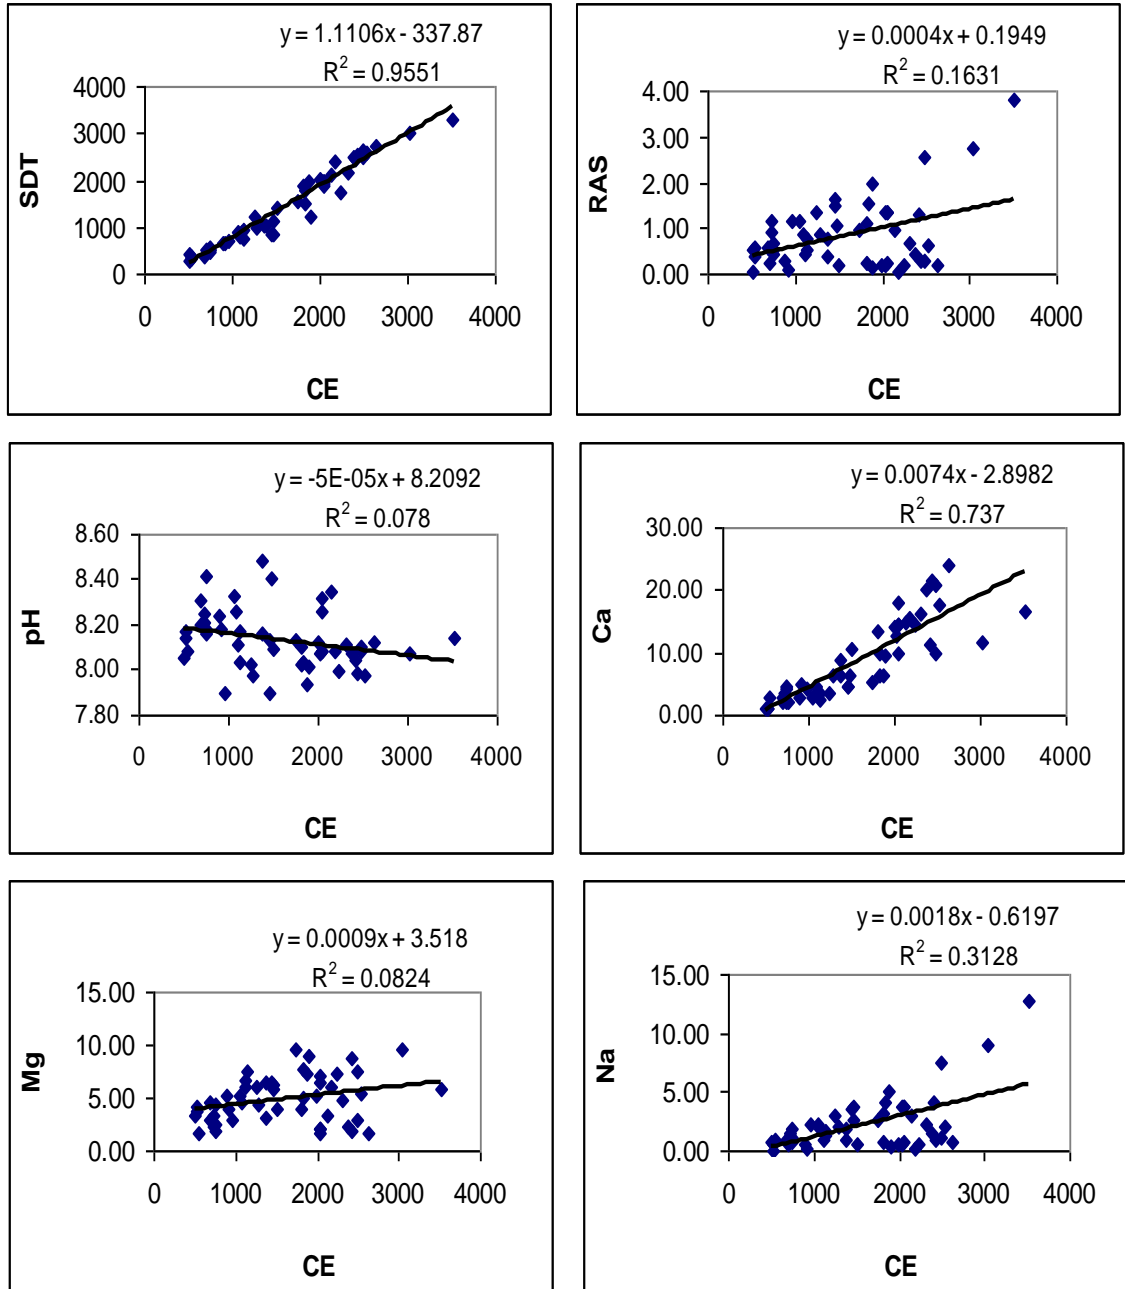 y = 1.1106x - 337.87
R² = 0.9551
4000
3000
2000
1000
0
SDT
0 1000 2000 3000 4000
CE
y = 0.0004x + 0.1949
R² = 0.1631
4.00
3.00
2.00
1.00
0.00
RAS
0 1000 2000 3000 4000
CE
y = -5E-05x + 8.2092
R² = 0.078
8.60
8.40
8.20
8.00
7.80
pH
0 1000 2000 3000 4000
CE
y = 0.0074x - 2.8982
R² = 0.737
30.00
20.00
10.00
0.00
Ca
0 1000 2000 3000 4000
CE
y = 0.0009x + 3.518
R² = 0.0824
15.00
10.00
5.00
0.00
Mg
0 1000 2000 3000 4000
CE
y = 0.0018x - 0.6197
R² = 0.3128
15.00
10.00
5.00
0.00
Na
0 1000 2000 3000 4000
CE